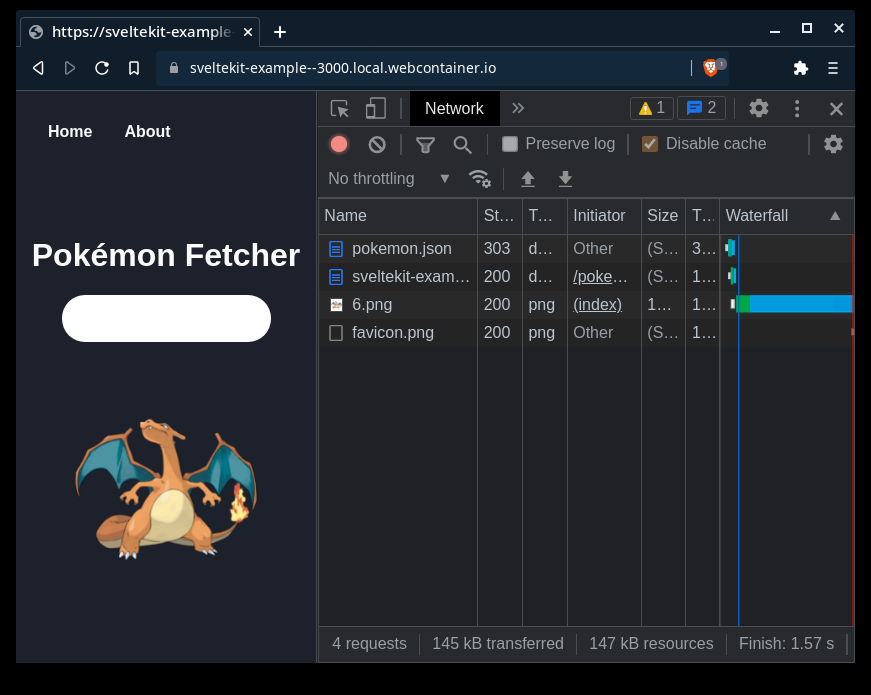 https://sveltekit-example-
sveltekit-example--3000.local.webcontainer.io
1
Home About
Pokémon Fetcher
Network 1 2
Preserve log Disable cache
No throttling
Name St… T… Initiator Size T… Waterfall
pokemon.json 303 d… Other (S… 3…
sveltekit-exam… 200 d… /poke… (S… 1…
6.png 200 png (index) 1… 1…
favicon.png 200 png Other (S… 1…
4 requests 145 kB transferred 147 kB resources Finish: 1.57 s